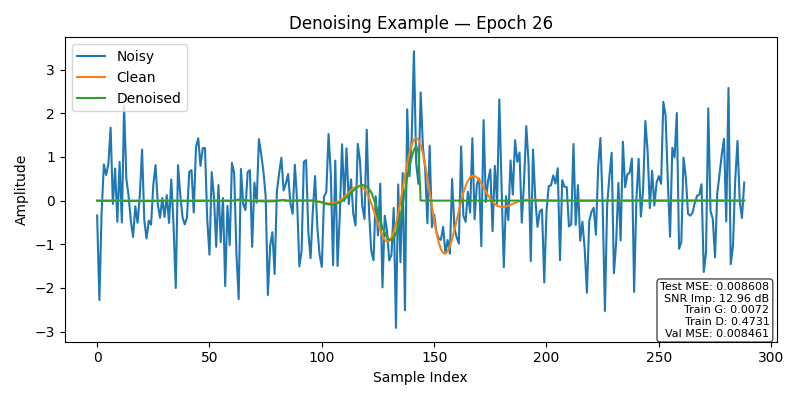 Denoising Example — Epoch 26
Noisy
Clean
Denoised
3
2
1
0
−1
−2
−3
Amplitude
Test MSE: 0.008608
SNR Imp: 12.96 dB
Train G: 0.0072
Train D: 0.4731
Val MSE: 0.008461
0 50 100 150 200 250 300
Sample Index